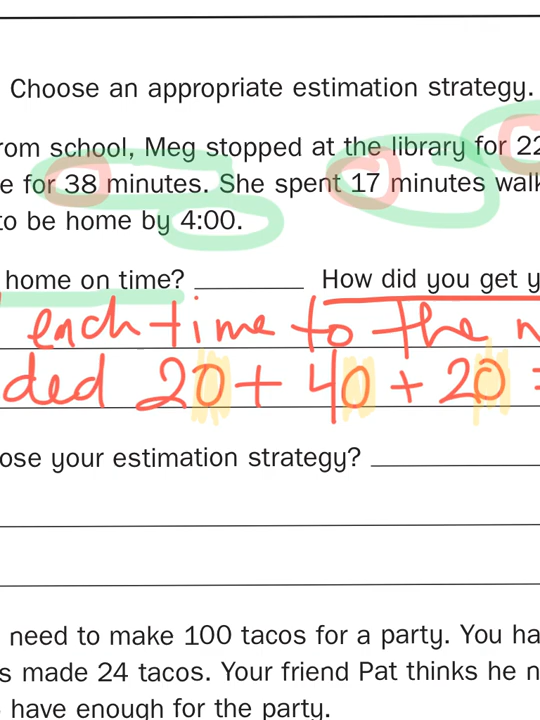 Choose an appropriate estimation strategy.
rom school, Meg stopped at the library for 22
e for 38 minutes. She spent 17 minutes walk
to be home by 4:00.
home on time? ________ How did you get y
each time to the n
ded 20 + 40 + 20 =
ose your estimation strategy? ________
need to make 100 tacos for a party. You ha
s made 24 tacos. Your friend Pat thinks he n
have enough for the party.